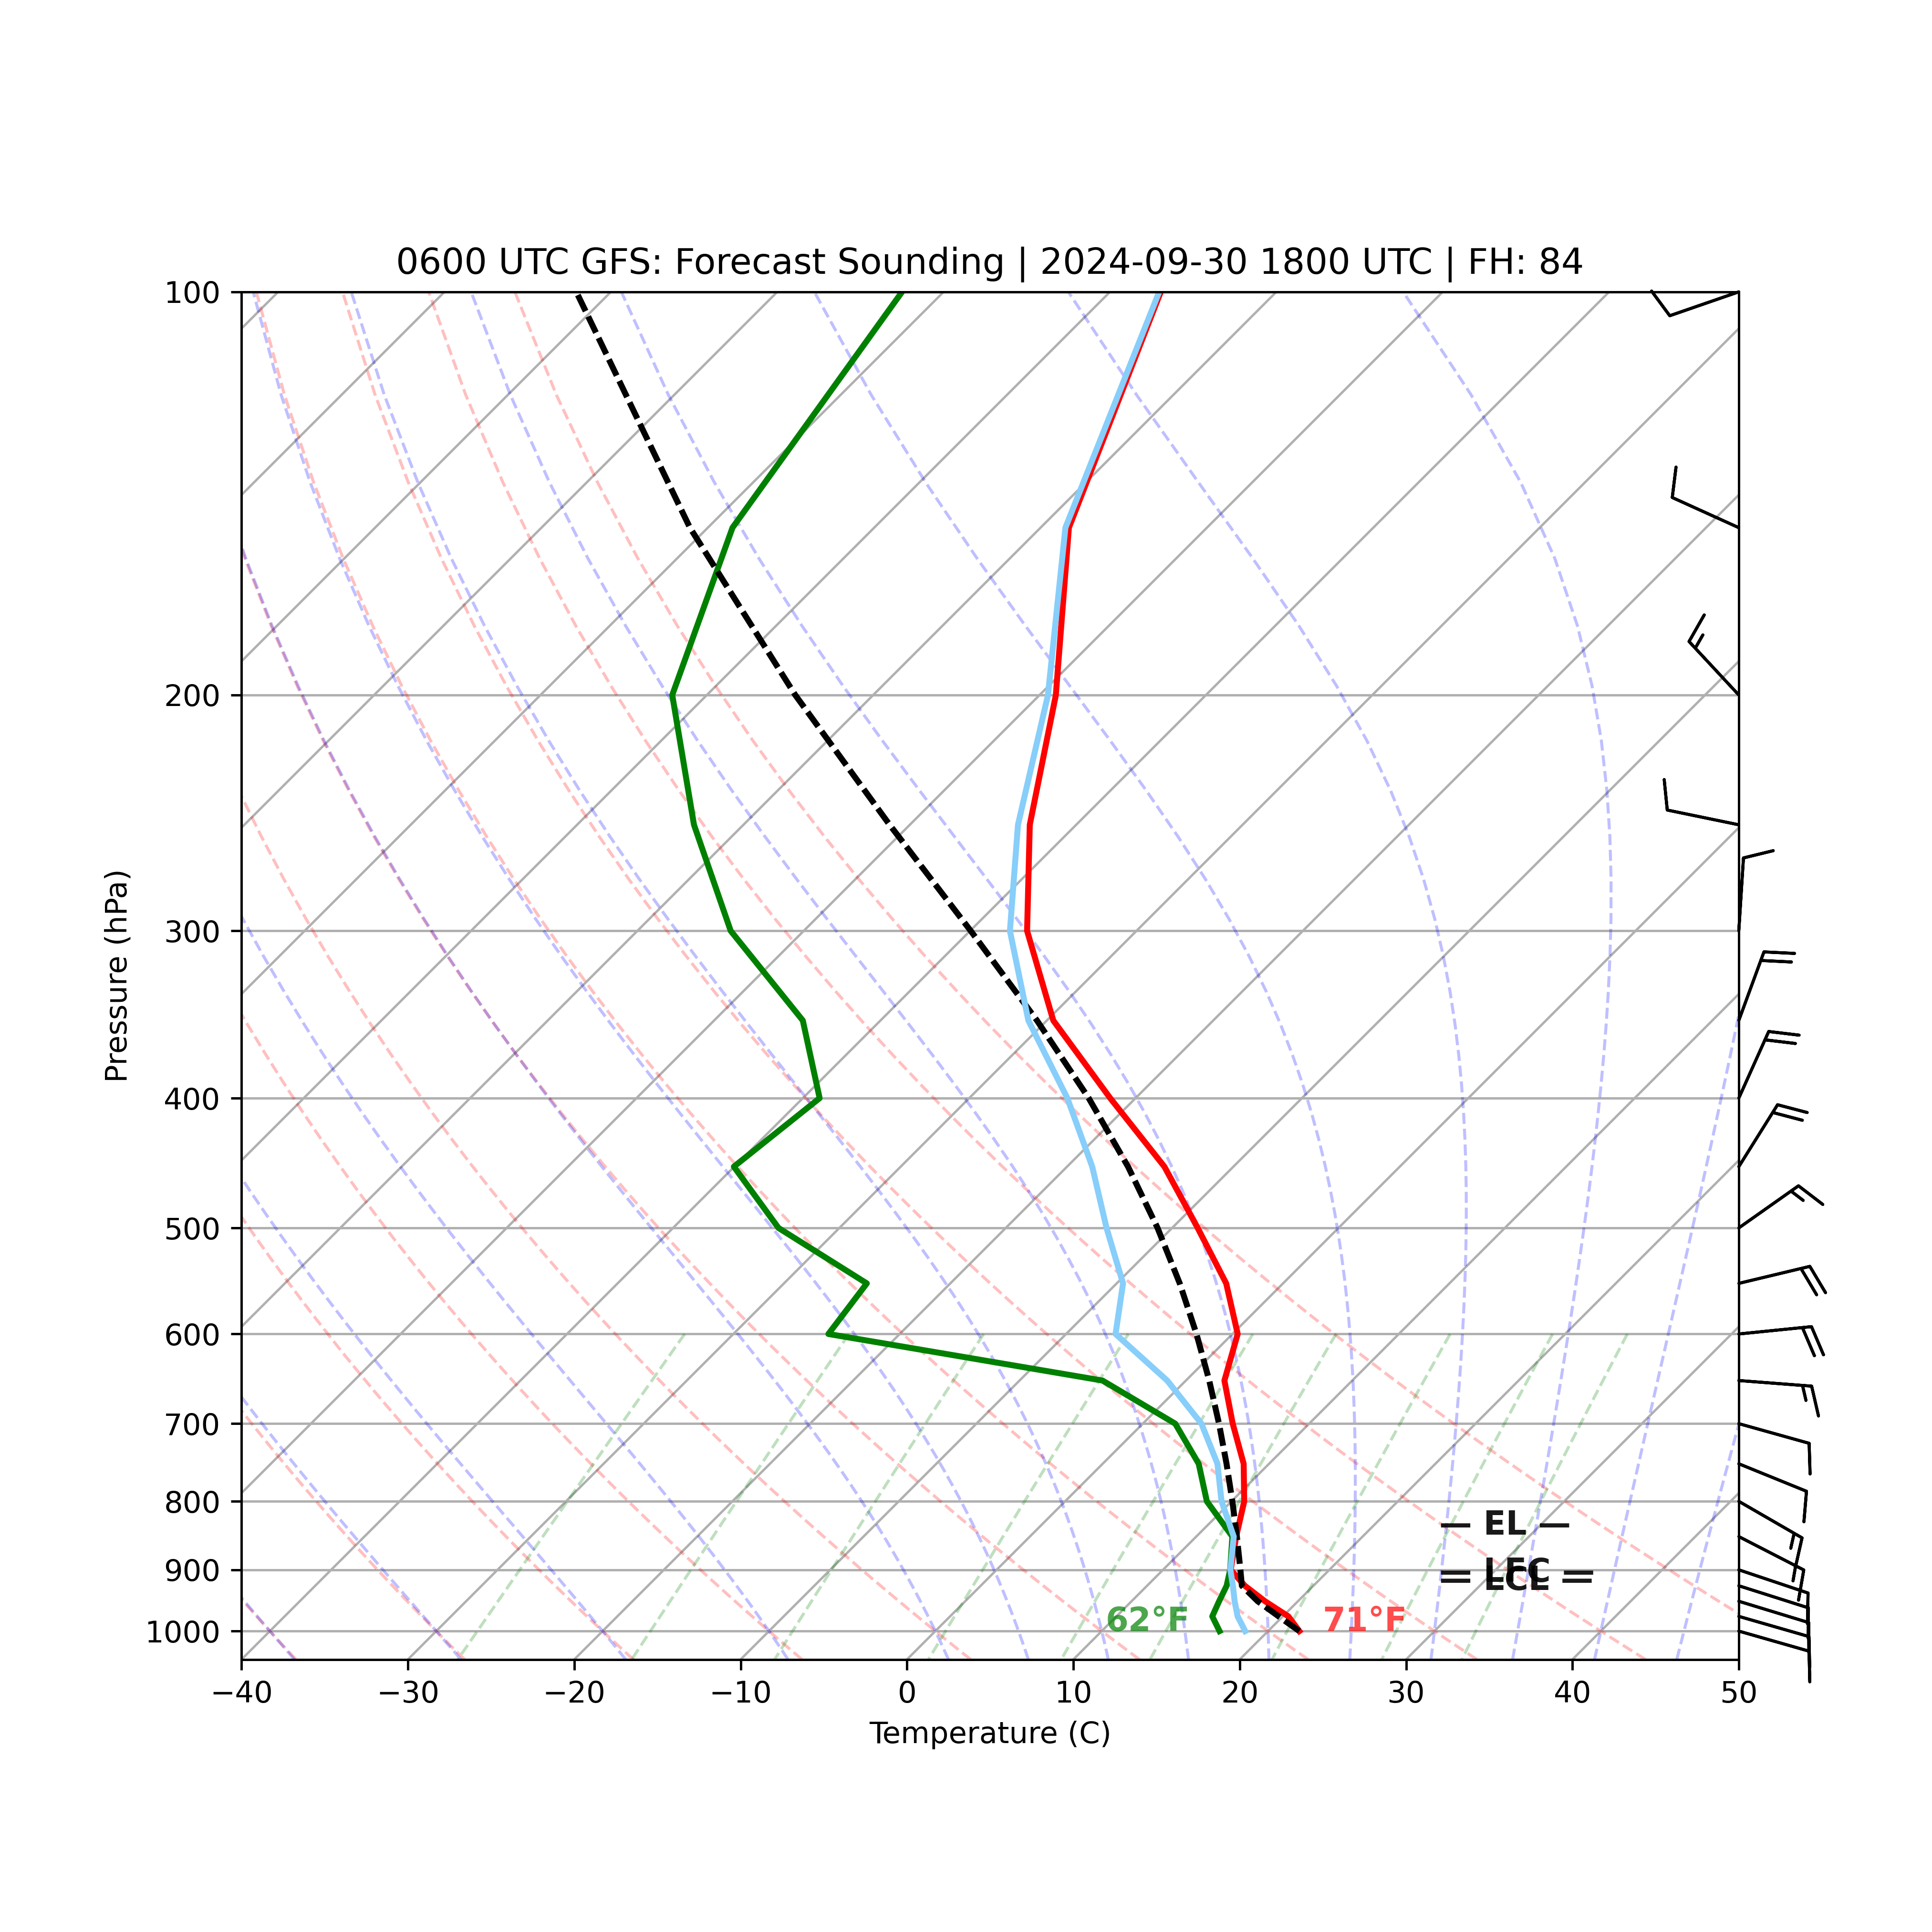 0600 UTC GFS: Forecast Sounding | 2024-09-30 1800 UTC | FH: 84
100
200
300
400
500
600
700
800
900
1000
Pressure (hPa)
— EL —
— LFC —
— LCL —
62°F
71°F
−40 −30 −20 −10 0 10 20 30 40 50
Temperature (C)